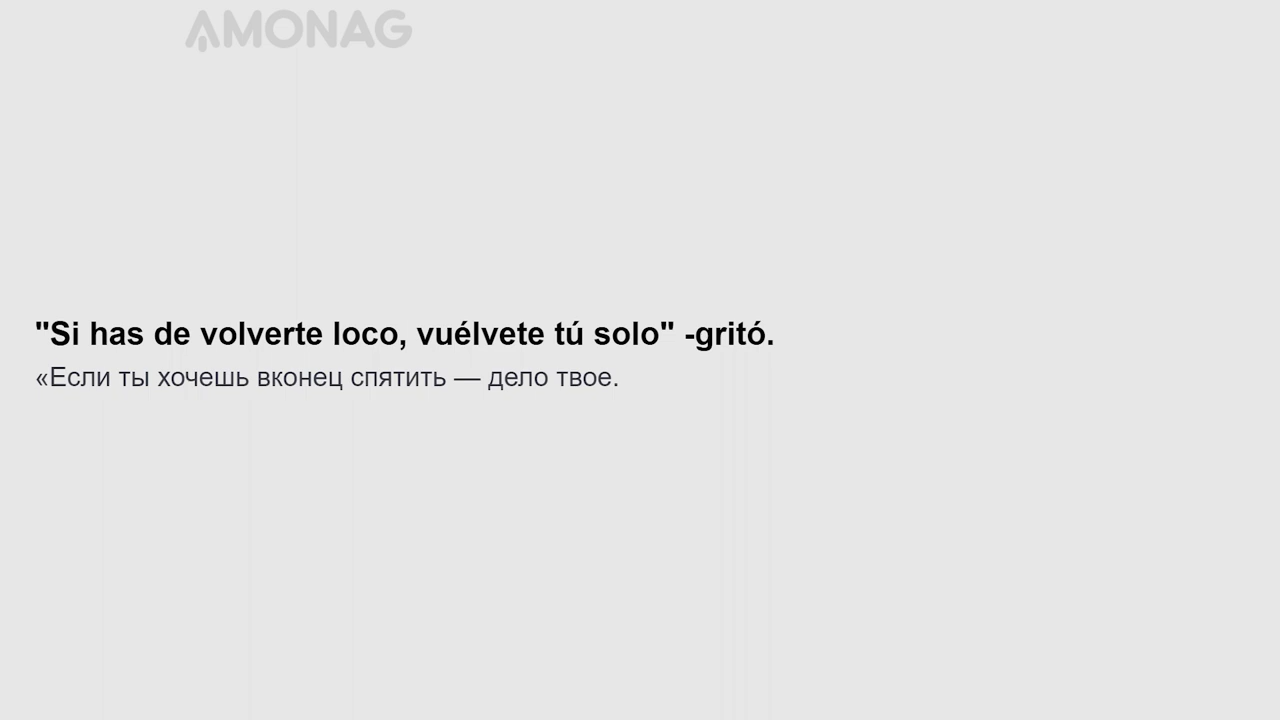 AMONAG
"Si has de volverte loco, vuélvete tú solo" -gritó.
«Если ты хочешь вконец спятить — дело твое.